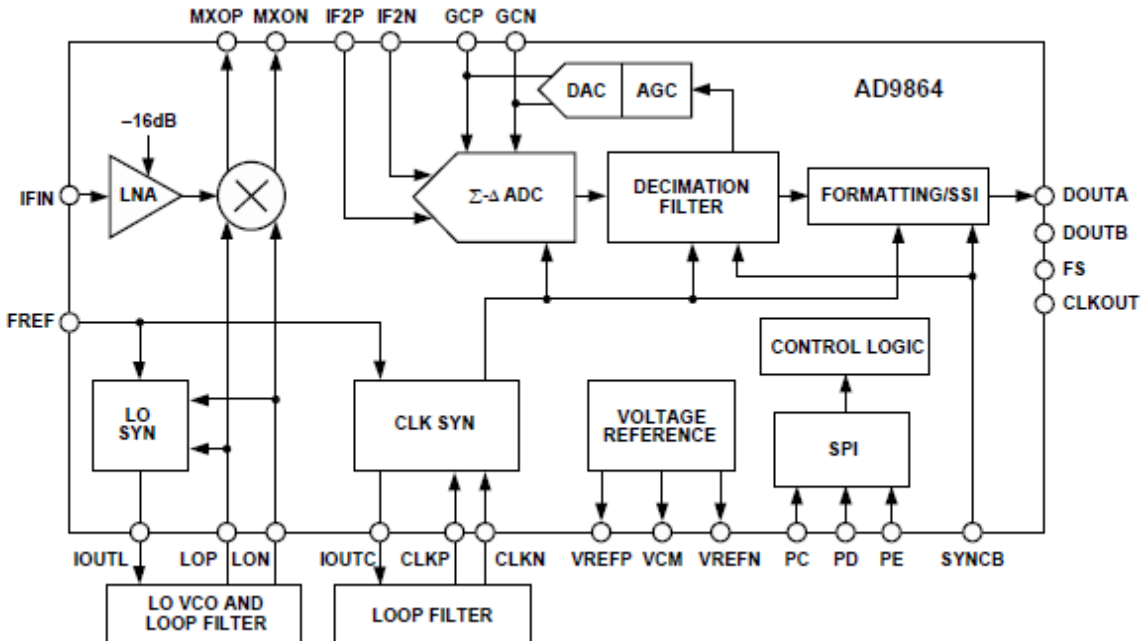 MXOP MXON IF2P IF2N GCP GCN
DAC AGC
AD9864
–16dB
IFIN
LNA
Σ-Δ ADC
DECIMATION
FILTER
FORMATTING/SSI
DOUTA
DOUTB
FS
CLKOUT
FREF
LO
SYN
CLK SYN
VOLTAGE
REFERENCE
CONTROL LOGIC
SPI
IOUTL LOP LON IOUTC CLKP CLKN VREFP VCM VREFN PC PD PE SYNCB
LO VCO AND
LOOP FILTER
LOOP FILTER